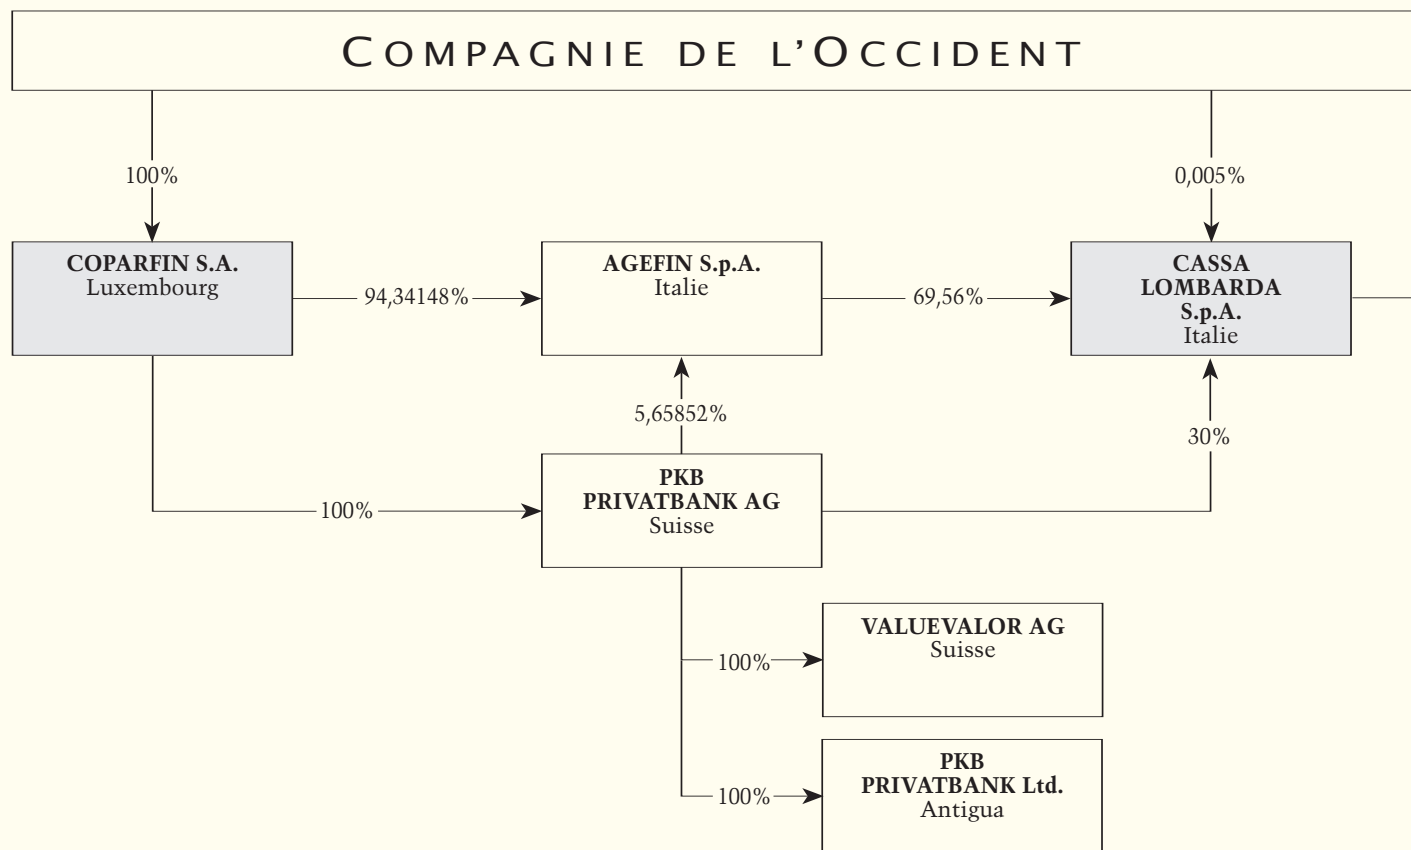 COMPAGNIE DE L’OCCIDENT
100%
0,005%
COPARFIN S.A.
Luxembourg
94,34148%
AGEFIN S.p.A.
Italie
69,56%
CASSA
LOMBARDA
S.p.A.
Italie
5,65852%
30%
100%
PKB
PRIVATBANK AG
Suisse
100%
VALUEVALOR AG
Suisse
100%
PKB
PRIVATBANK Ltd.
Antigua